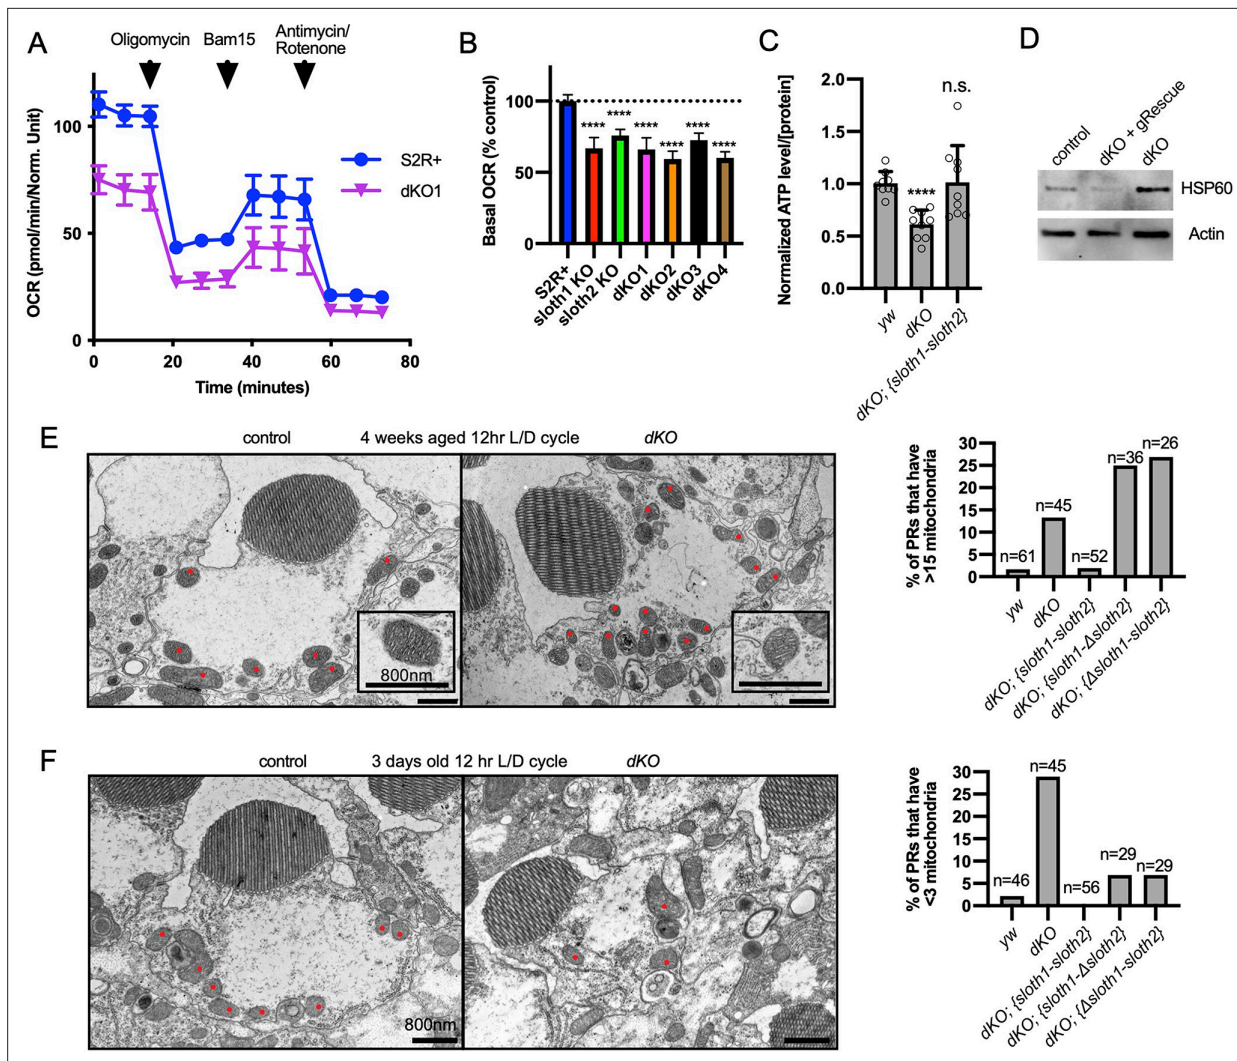 A
Oligomycin
Bam15
Antimycin/
Rotenone
OCR (pmol/min/Norm. Unit)
100
50
0
0
20
40
60
80
Time (minutes)
S2R+
dKO1
B
Basal OCR (% control)
100
50
0
****
****
****
****
****
****
S2R+
sloth1 KO
sloth2 KO
dKO1
dKO2
dKO3
dKO4
C
Normalized ATP level/[protein]
2.0
1.5
1.0
0.5
0.0
****
n.s.
yw
dKO
dKO; {sloth1-sloth2}
D
control
dKO + gRescue
dKO
HSP60
Actin
E
control
4 weeks aged 12hr L/D cycle
dKO
800nm
% of PRs that have
>15 mitochondria
30
25
20
15
10
5
0
n=61
n=45
n=52
n=36
n=26
yw
dKO
dKO; {sloth1-sloth2}
dKO; {sloth1-Δsloth2}
dKO; {Δsloth1-sloth2}
F
control
3 days old 12 hr L/D cycle
dKO
800nm
% of PRs that have
<3 mitochondria
30
25
20
15
10
5
0
n=46
n=45
n=56
n=29
n=29
yw
dKO
dKO; {sloth1-sloth2}
dKO; {sloth1-Δsloth2}
dKO; {Δsloth1-sloth2}